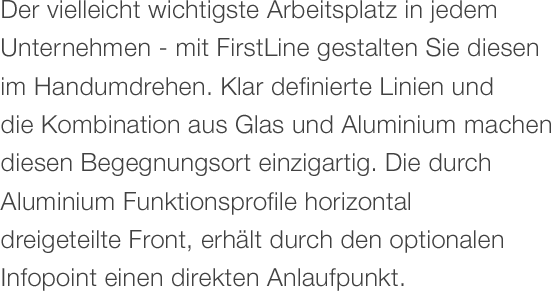 Der vielleicht wichtigste Arbeitsplatz in jedem
Unternehmen - mit FirstLine gestalten Sie diesen
im Handumdrehen. Klar definierte Linien und
die Kombination aus Glas und Aluminium machen
diesen Begegnungsort einzigartig. Die durch
Aluminium Funktionsprofile horizontal
dreigeteilte Front, erhält durch den optionalen
Infopoint einen direkten Anlaufpunkt.